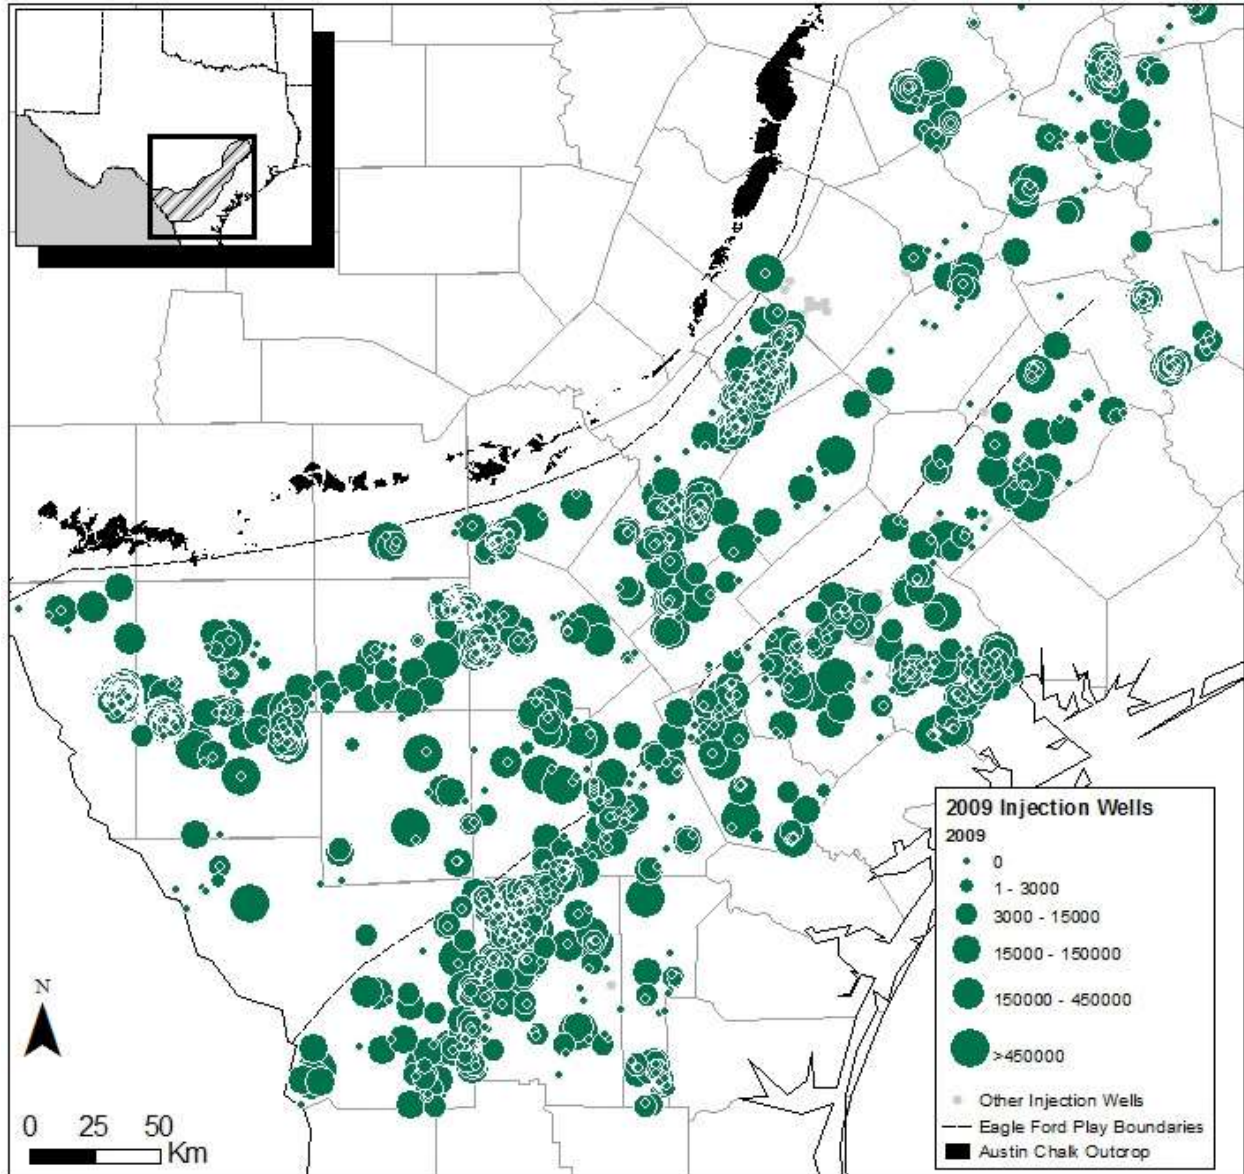 N
0 25 50
Km
2009 Injection Wells
2009
0
1 - 3000
3000 - 15000
15000 - 150000
150000 - 450000
>450000
Other Injection Wells
Eagle Ford Play Boundaries
Austin Chalk Outcrop